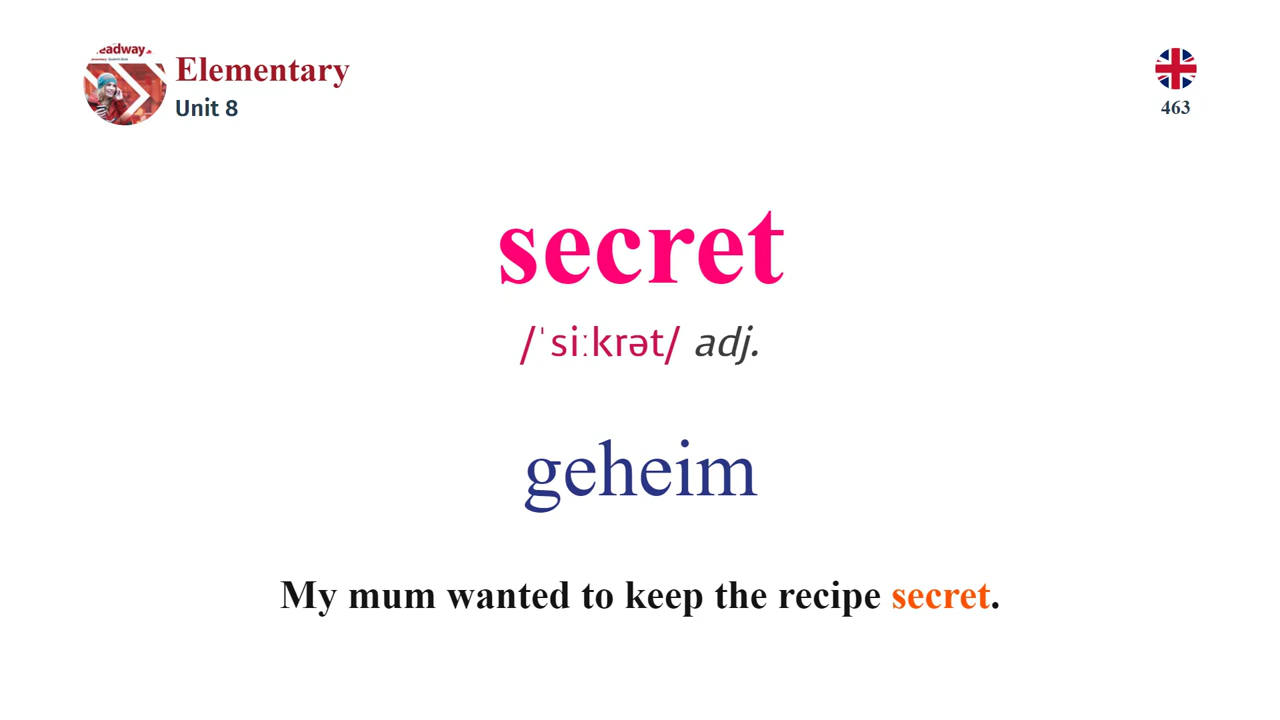 eadway
Elementary
Unit 8
463
secret
/ˈsiːkrət/ adj.
geheim
My mum wanted to keep the recipe secret.